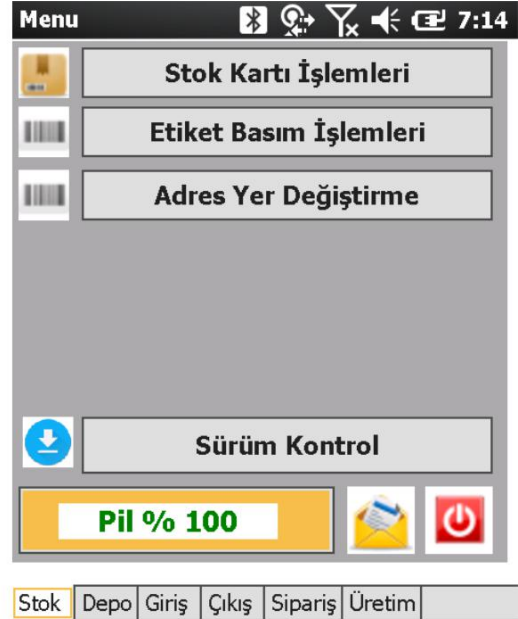 Menu 7:14
Stok Kartı İşlemleri
Etiket Basım İşlemleri
Adres Yer Değiştirme
Sürüm Kontrol
Pil % 100
Stok Depo Giriş Çıkış Sipariş Üretim